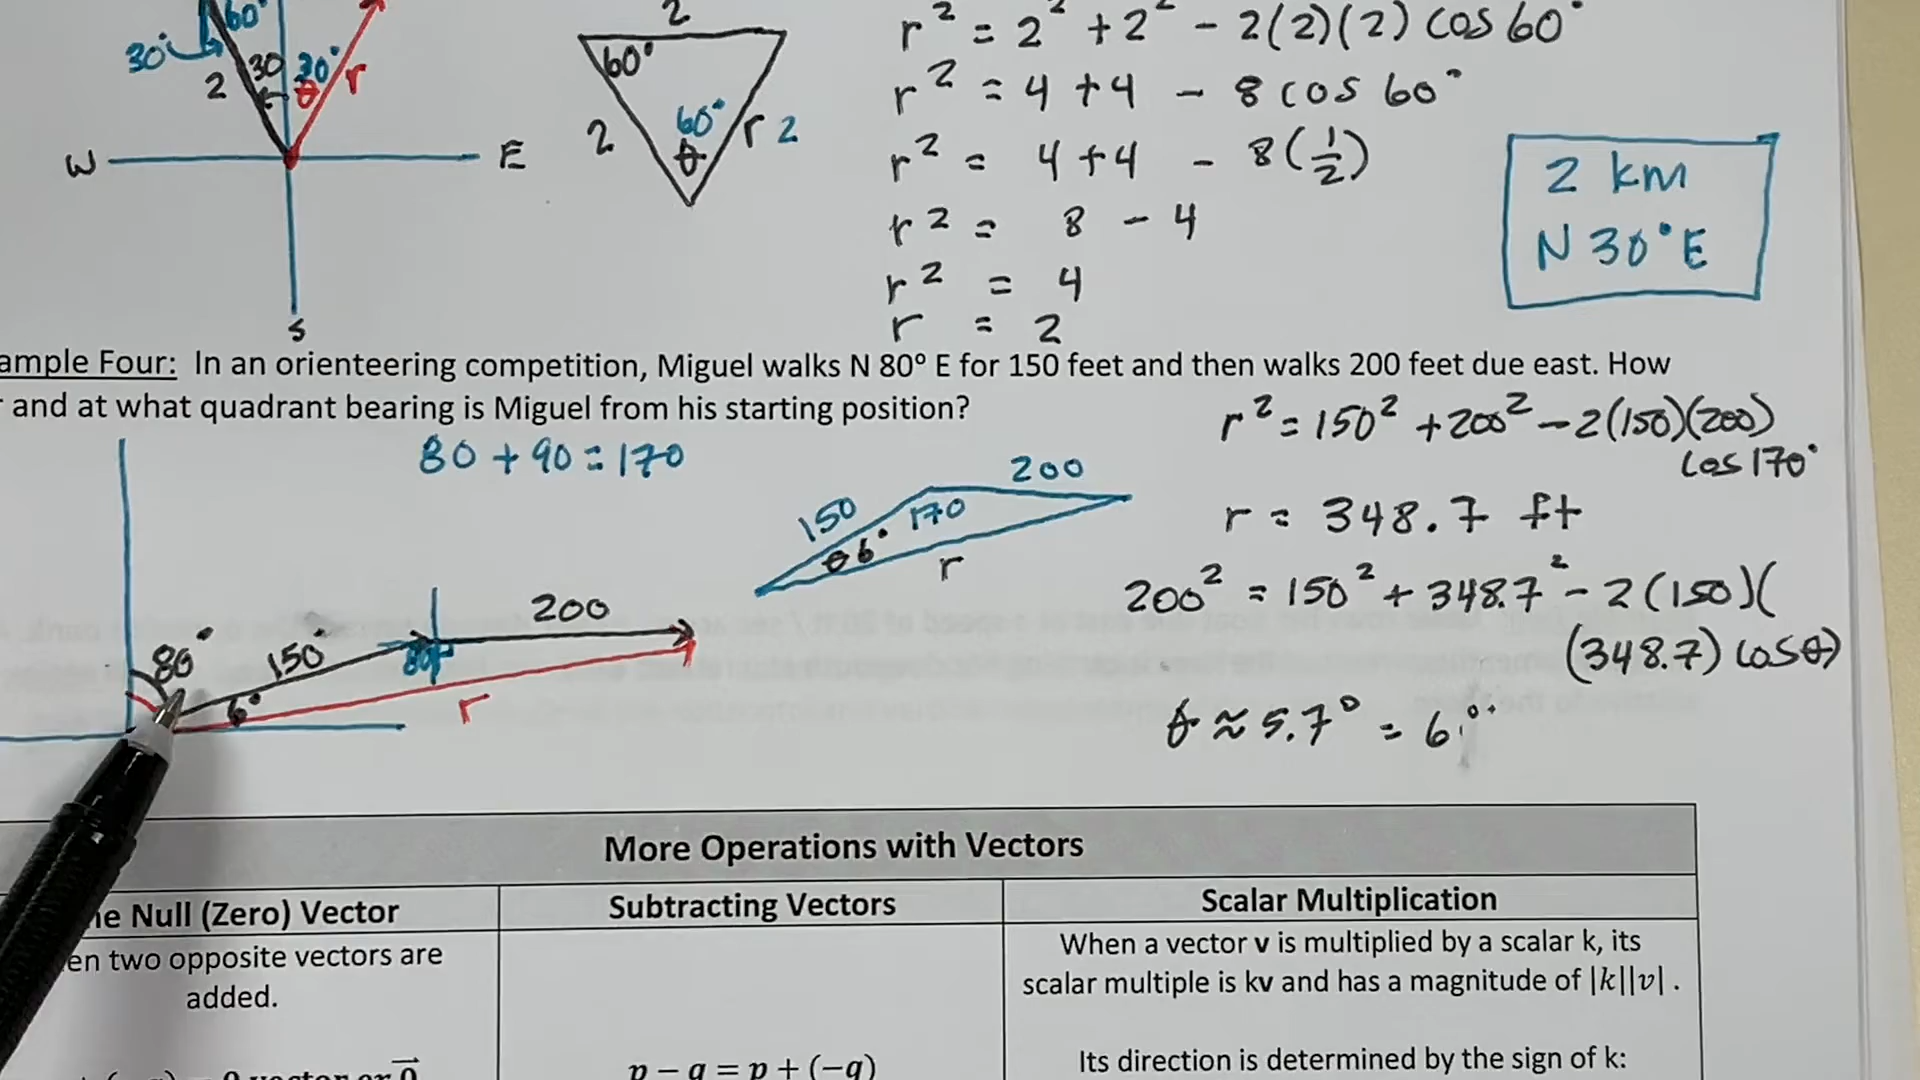 60°
30°
30
30°
θ
2
r
W
E
S
2
60°
60°
θ
2
r 2
r² = 2² + 2² - 2(2)(2) cos 60°
r² = 4 + 4 - 8 cos 60°
r² = 4 + 4 - 8(1/2)
r² = 8 - 4
r² = 4
r = 2
2 km
N 30° E
ample Four: In an orienteering competition, Miguel walks N 80º E for 150 feet and then walks 200 feet due east. How
and at what quadrant bearing is Miguel from his starting position?
80 + 90 = 170
80°
150
200
6°
r
150
200
170
θ 6°
r
r² = 150² + 200² - 2(150)(200)
cos 170°
r = 348.7 ft
200² = 150² + 348.7² - 2(150)(
(348.7) cos θ)
θ ≈ 5.7° = 6°
More Operations with Vectors
he Null (Zero) Vector
Subtracting Vectors
Scalar Multiplication
en two opposite vectors are
added.
When a vector v is multiplied by a scalar k, its
scalar multiple is kv and has a magnitude of |k||v| .
p − q = p + (−q)
Its direction is determined by the sign of k: